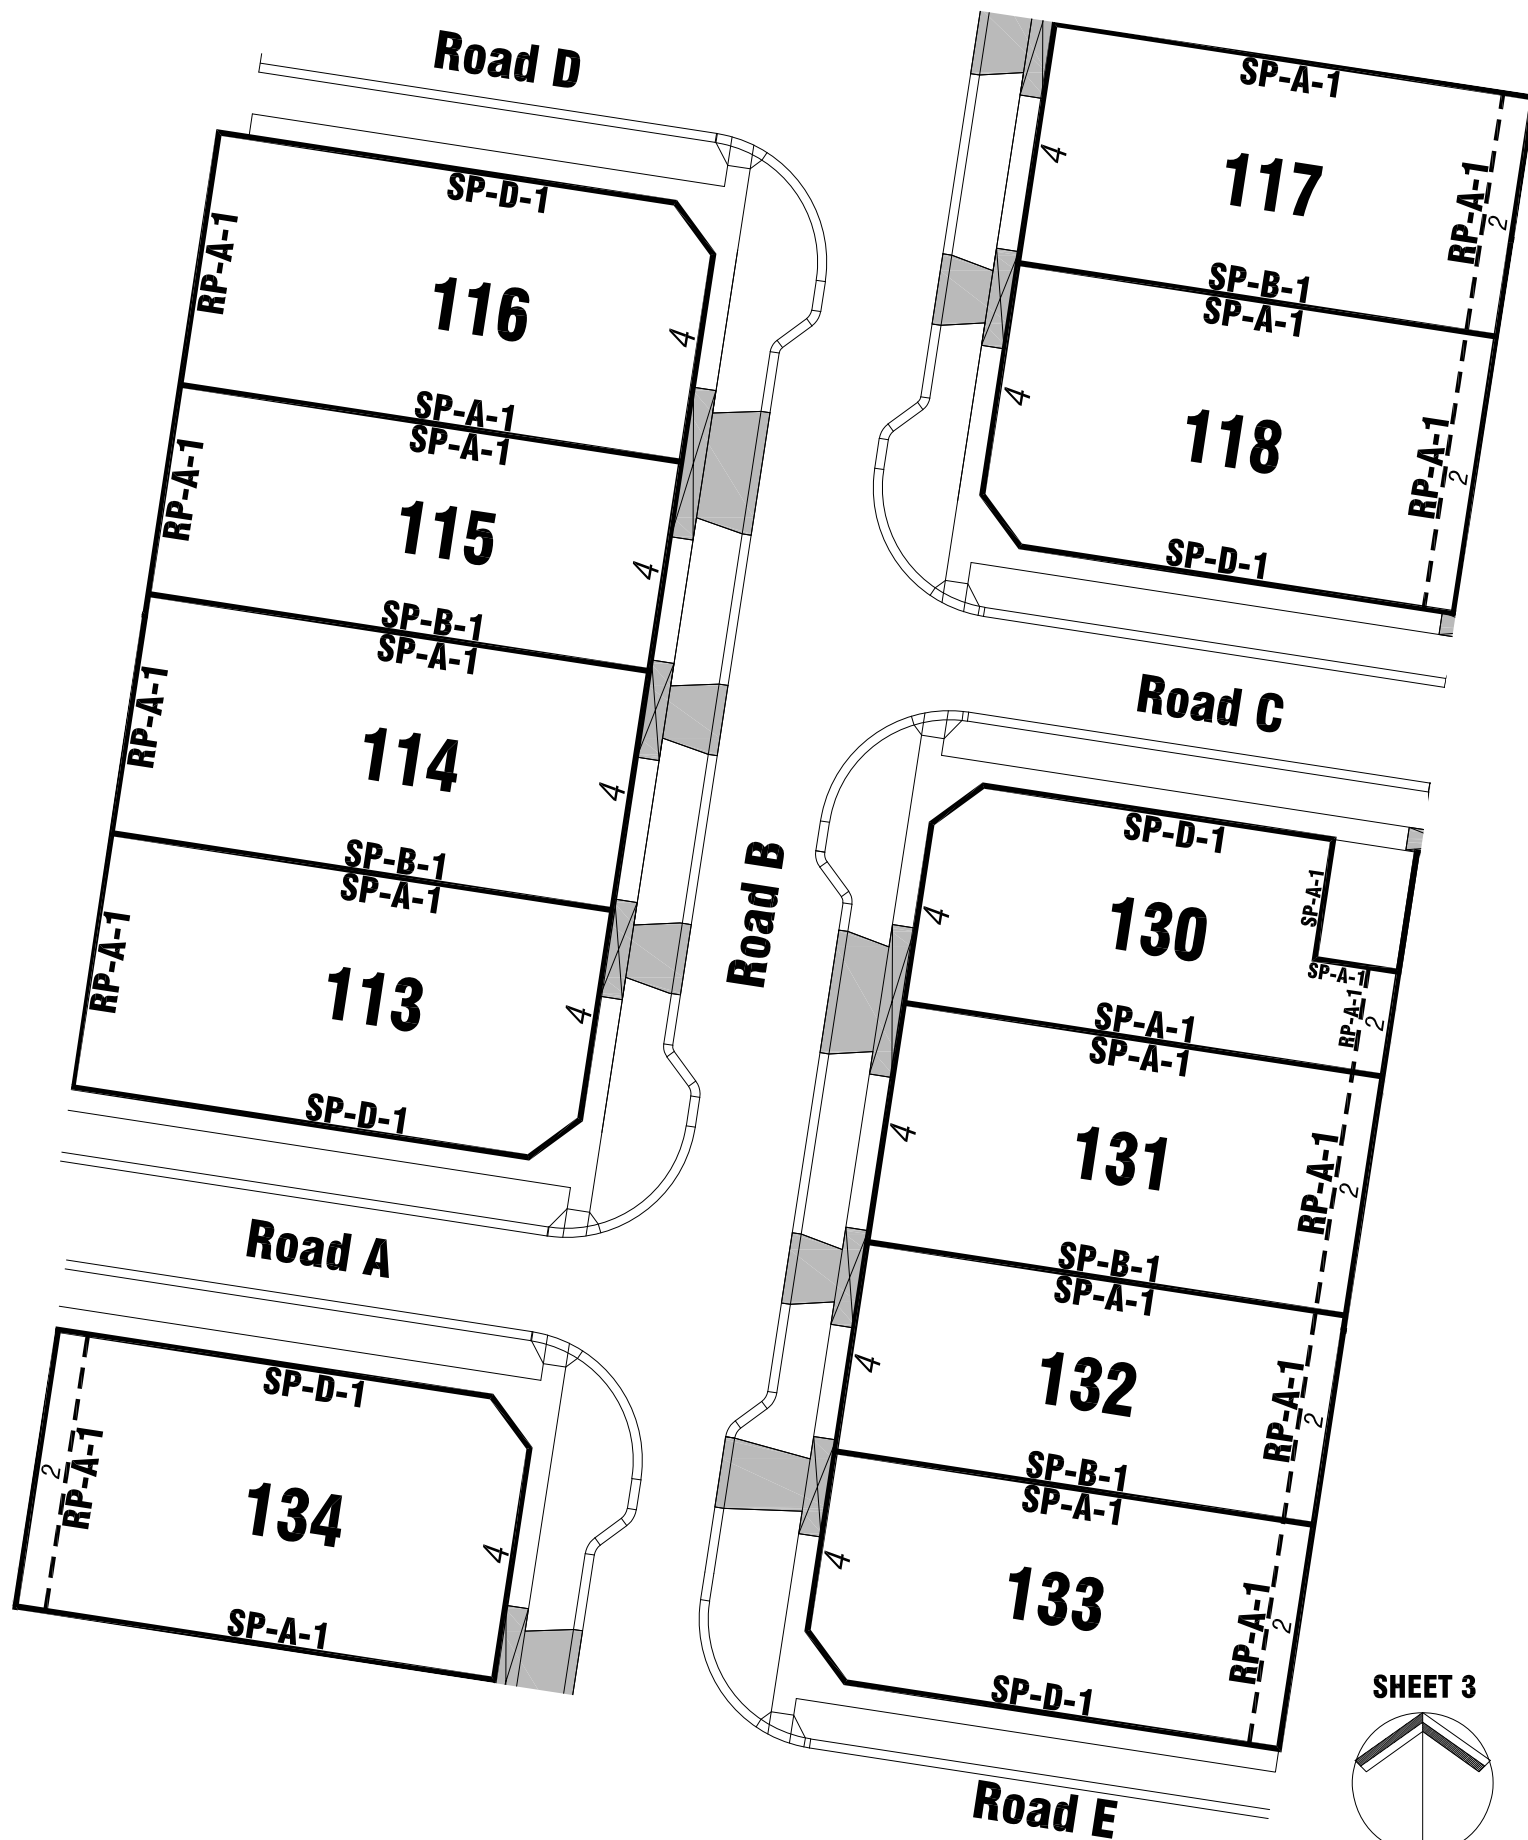 Road D
SP-D-1
RP-A-1
116
4
SP-A-1
SP-A-1
RP-A-1
115
4
SP-B-1
SP-A-1
RP-A-1
114
4
SP-B-1
SP-A-1
RP-A-1
113
4
SP-D-1
Road A
SP-D-1
2
RP-A-1
134
4
SP-A-1
Road B
SP-A-1
4
117
RP-A-1
2
SP-B-1
SP-A-1
4
118
RP-A-1
2
SP-D-1
Road C
SP-D-1
SP-A-1
4
130
SP-A-1
RP-A-1
2
SP-A-1
SP-A-1
4
131
RP-A-1
2
SP-B-1
SP-A-1
4
132
RP-A-1
2
SP-B-1
SP-A-1
4
133
RP-A-1
2
SP-D-1
Road E
SHEET 3